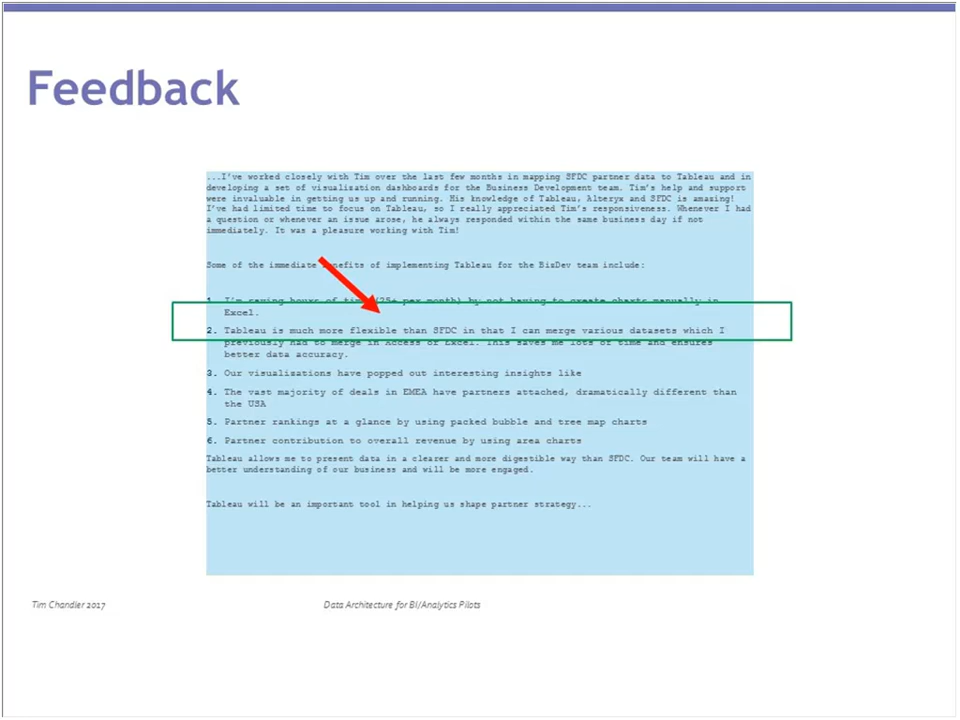 Feedback
...I've worked closely with Tim over the last few months in mapping SFDC partner data to Tableau and in
developing a set of visualization dashboards for the Business Development team. Tim's help and support
were invaluable in getting us up and running. His knowledge of Tableau, Alteryx and SFDC is amazing!
I've had limited time to focus on Tableau, so I really appreciated Tim's responsiveness. Whenever I had
a question or whenever an issue arose, he always responded within the same business day if not
immediately. It was a pleasure working with Tim!
Some of the immediate benefits of implementing Tableau for the BizDev team include:
1. I'm saving hours of time (25+ per month) by not having to create charts manually in
Excel.
2. Tableau is much more flexible than SFDC in that I can merge various datasets which I
previously had to merge in Access or Excel. This saves me lots of time and ensures
better data accuracy.
3. Our visualizations have popped out interesting insights like
4. The vast majority of deals in EMEA have partners attached, dramatically different than
the USA
5. Partner rankings at a glance by using packed bubble and tree map charts
6. Partner contribution to overall revenue by using area charts
Tableau allows me to present data in a clearer and more digestible way than SFDC. Our team will have a
better understanding of our business and will be more engaged.
Tableau will be an important tool in helping us shape partner strategy...
Tim Chandler 2017
Data Architecture for BI/Analytics Pilots